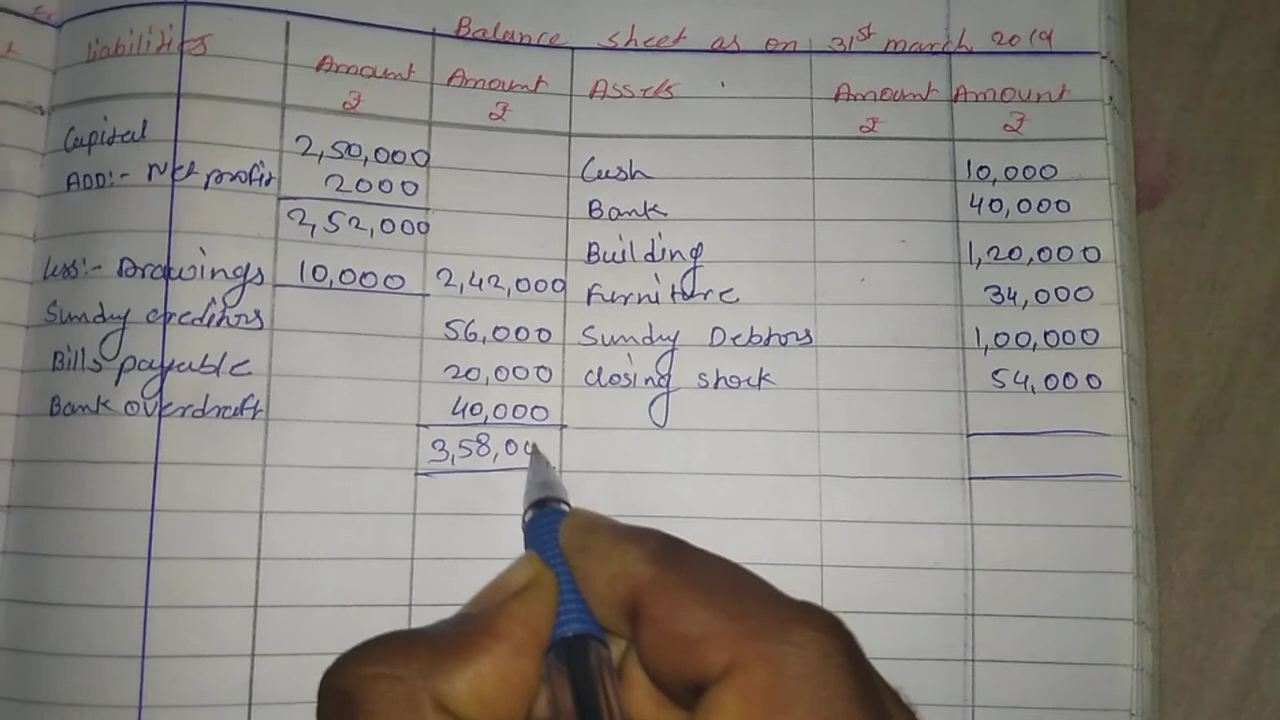 Balance sheet as on 31st march 2019
liabilities Amount ₹ Amount ₹ Assets Amount ₹ Amount ₹
Capital 2,50,000 Cash 10,000
ADD:- Net profit 2000 Bank 40,000
2,52,000 Building 1,20,000
less:- Drawings 10,000 2,42,000 Furniture 34,000
Sundry creditors 56,000 Sundry Debtors 1,00,000
Bills payable 20,000 closing stock 54,000
Bank overdraft 40,000
3,58,00